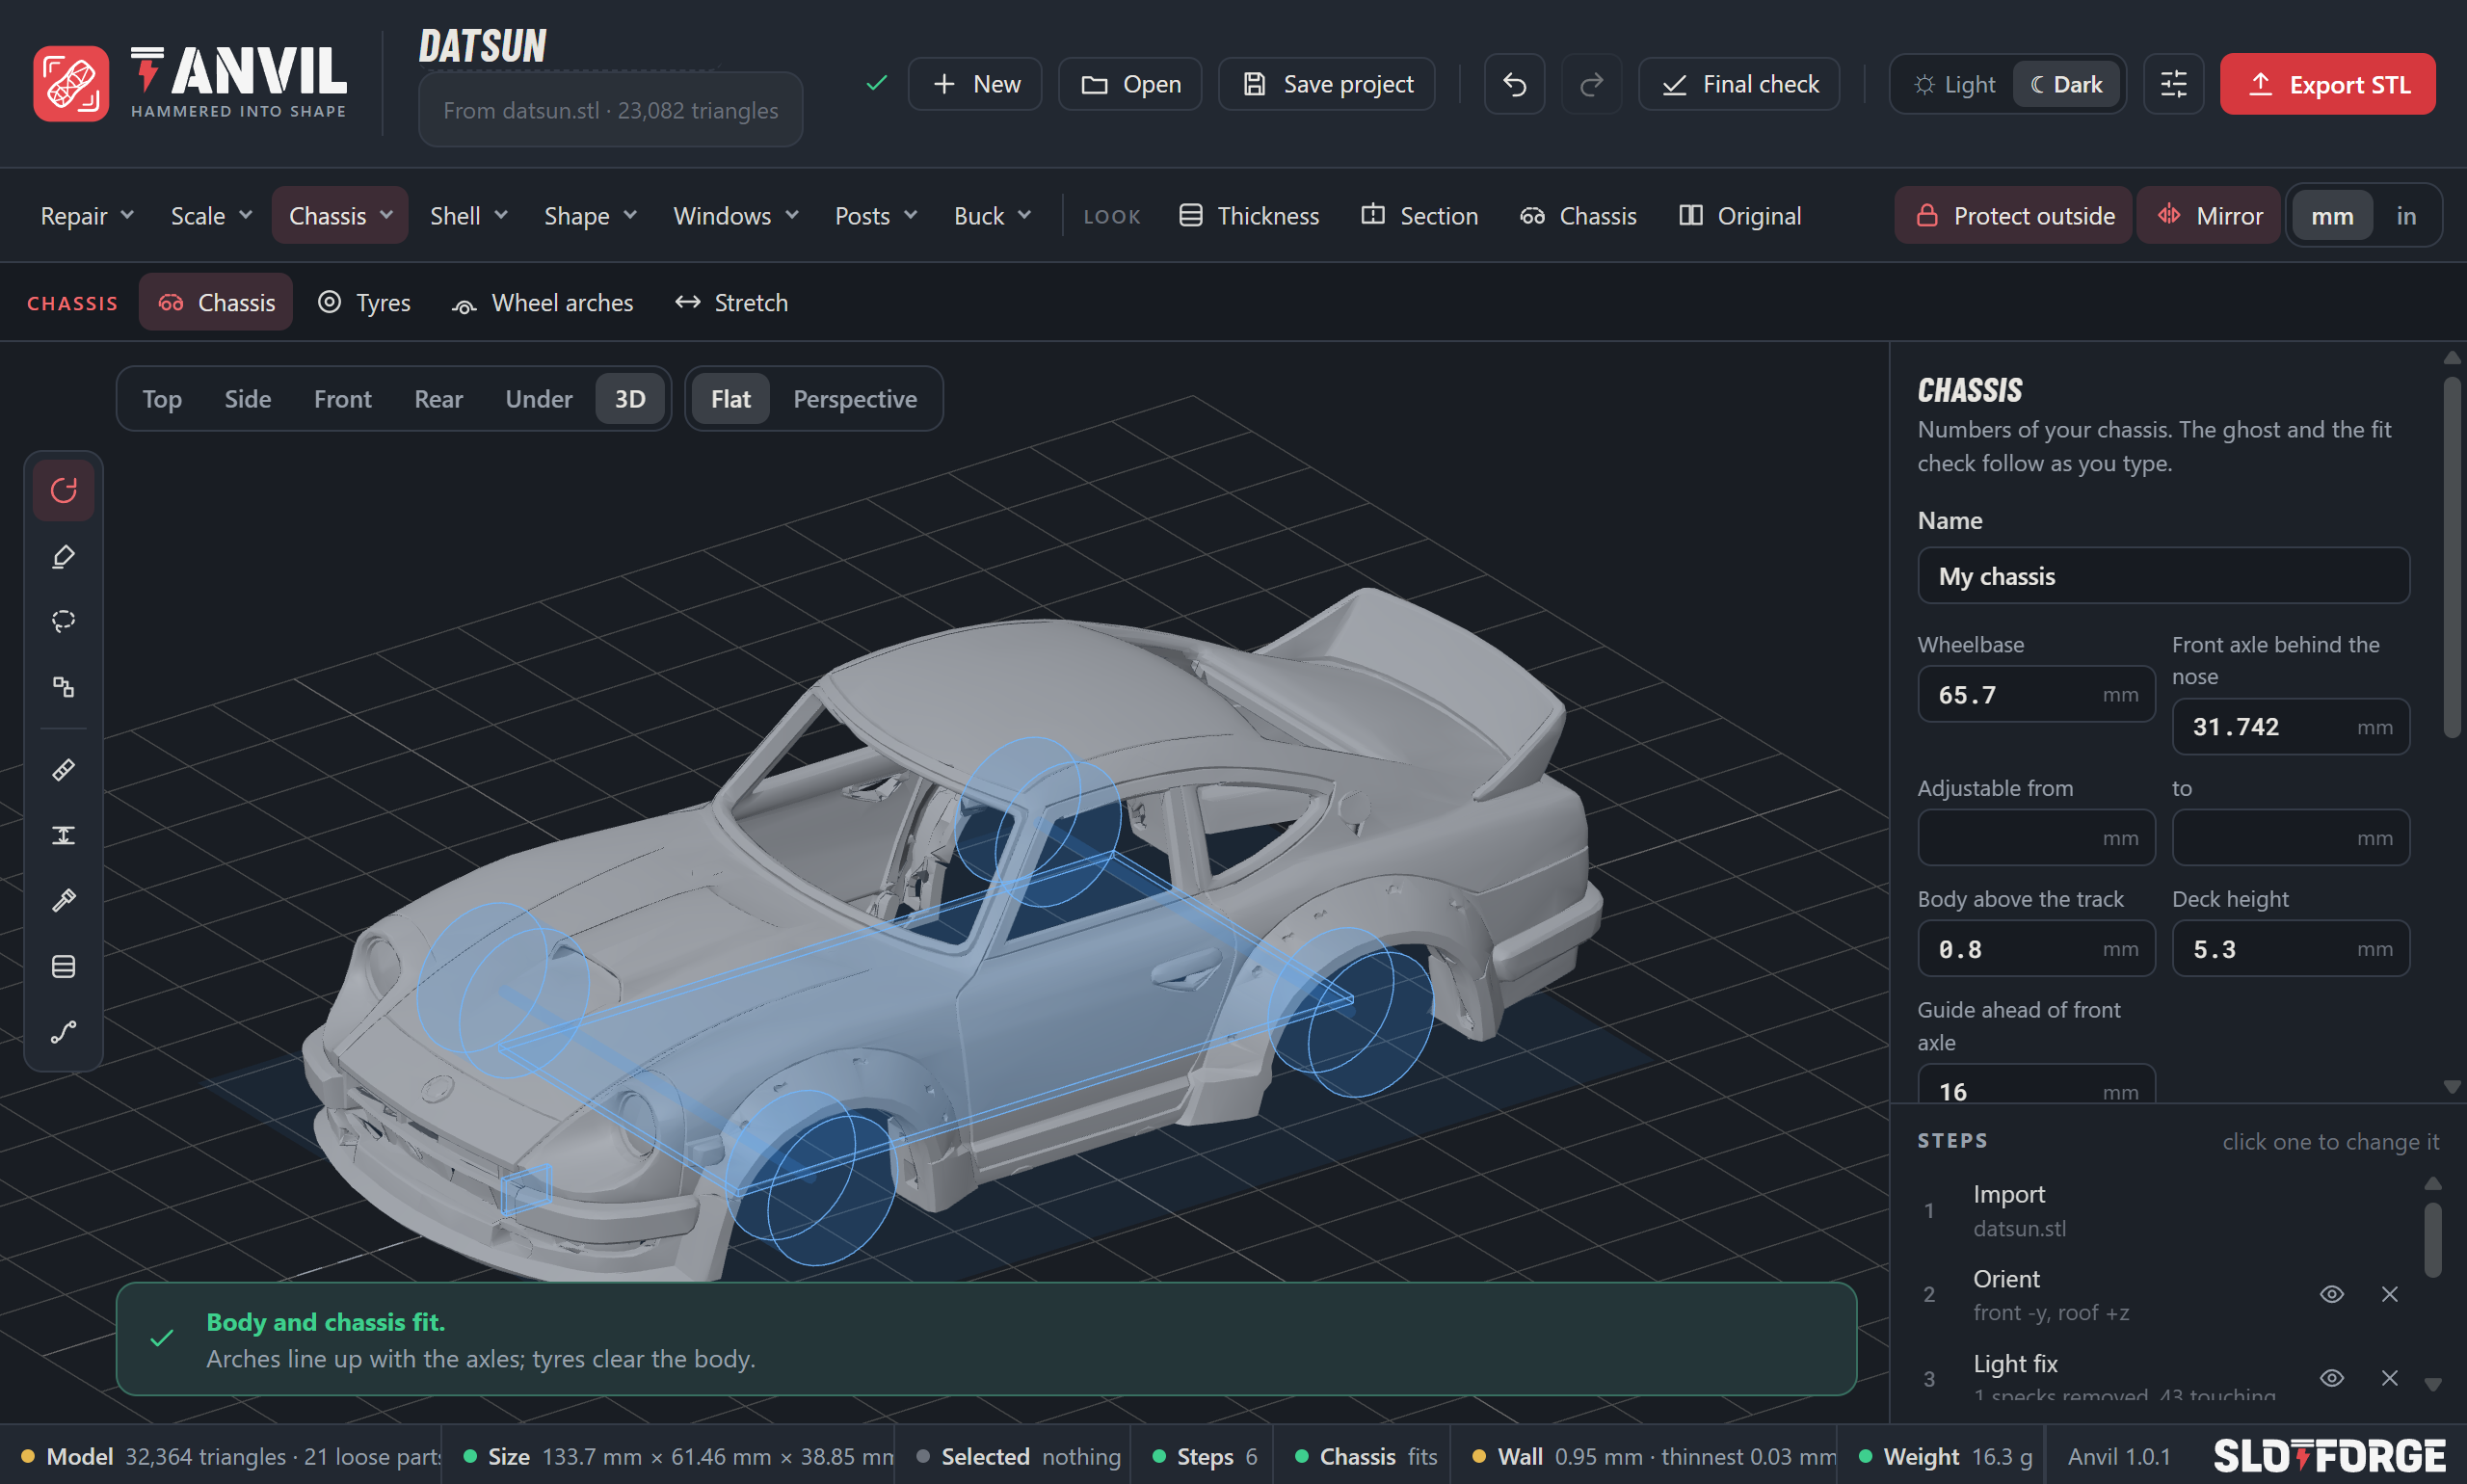 ANVIL
HAMMERED INTO SHAPE
DATSUN
From datsun.stl · 23,082 triangles
New
Open
Save project
Final check
Light
Dark
Export STL
Repair
Scale
Chassis
Shell
Shape
Windows
Posts
Buck
LOOK
Thickness
Section
Chassis
Original
Protect outside
Mirror
mm
in
CHASSIS
Chassis
Tyres
Wheel arches
Stretch
Top
Side
Front
Rear
Under
3D
Flat
Perspective
CHASSIS
Numbers of your chassis. The ghost and the fit
check follow as you type.
Name
My chassis
Wheelbase
65.7 mm
Front axle behind the
nose
31.742 mm
Adjustable from
mm
to
mm
Body above the track
0.8 mm
Deck height
5.3 mm
Guide ahead of front
axle
16 mm
STEPS
click one to change it
1
Import
datsun.stl
2
Orient
front -y, roof +z
3
Light fix
1 specks removed, 43 touching
Body and chassis fit.
Arches line up with the axles; tyres clear the body.
Model 32,364 triangles · 21 loose parts
Size 133.7 mm × 61.46 mm × 38.85 mm
Selected nothing
Steps 6
Chassis fits
Wall 0.95 mm · thinnest 0.03 mm
Weight 16.3 g
Anvil 1.0.1
SLOTFORGE